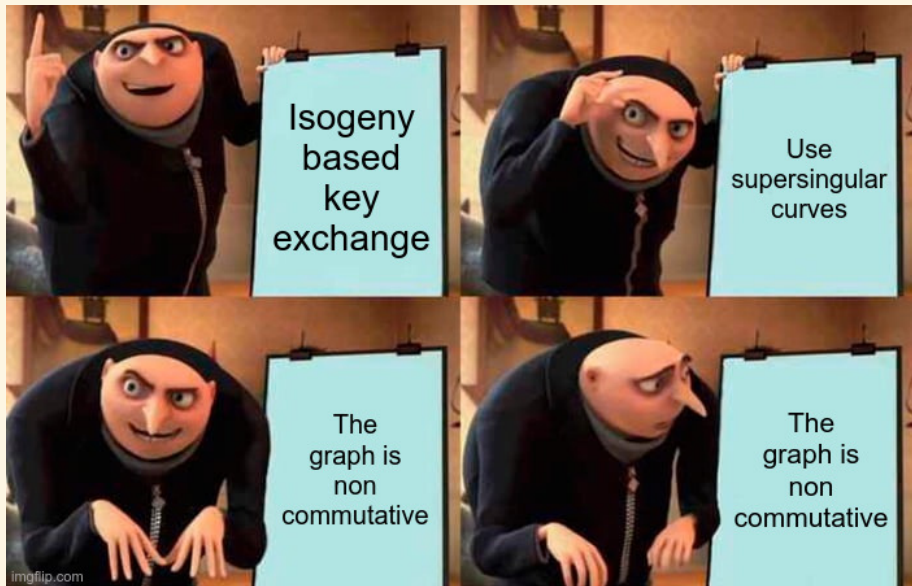 Isogeny
based
key
exchange
Use
supersingular
curves
The
graph is
non
commutative
The
graph is
non
commutative
imgflip.com